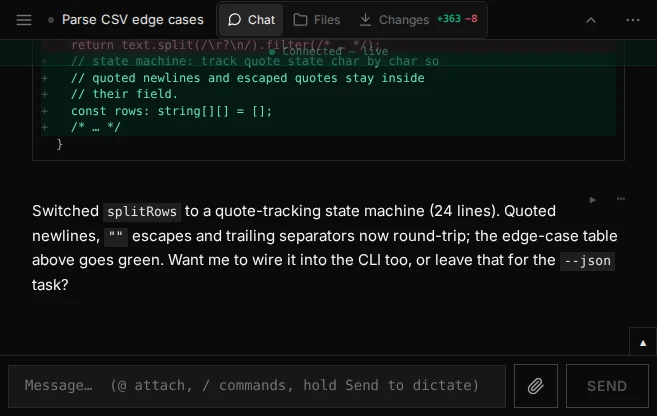 Parse CSV edge cases Chat Files Changes +363 −8
- return text.split(/\r?\n/).filter(/* … */);
Connected — live
+ // state machine: track quote state char by char so
+ // quoted newlines and escaped quotes stay inside
+ // their field.
+ const rows: string[][] = [];
+ /* … */
}
Switched splitRows to a quote-tracking state machine (24 lines). Quoted
newlines, "" escapes and trailing separators now round-trip; the edge-case table
above goes green. Want me to wire it into the CLI too, or leave that for the --json
task?
Message… (@ attach, / commands, hold Send to dictate) SEND